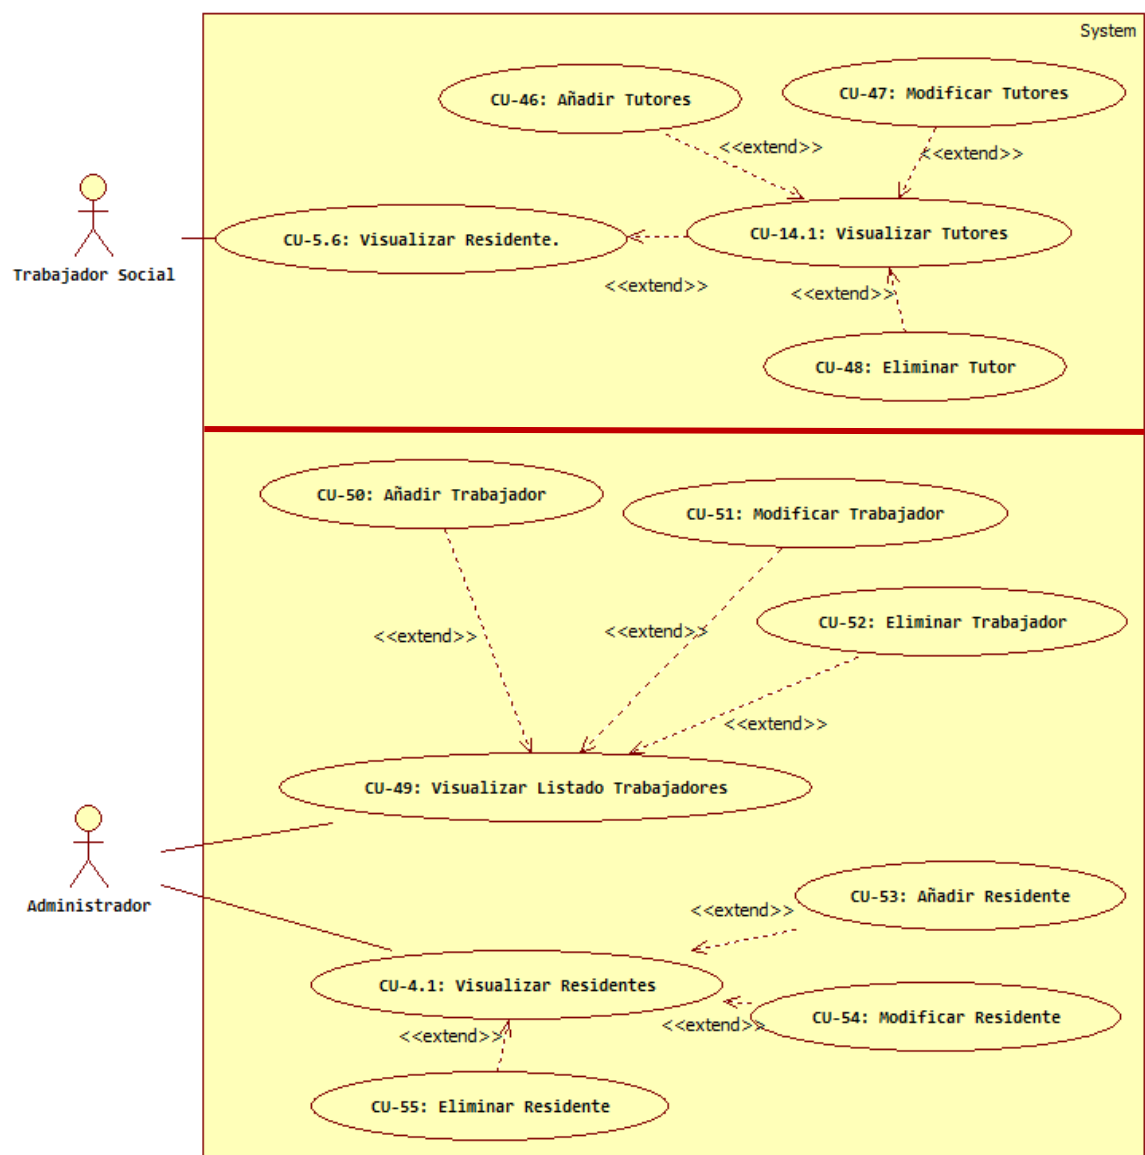 System
CU-46: Añadir Tutores
CU-47: Modificar Tutores
<<extend>>
<<extend>>
CU-5.6: Visualizar Residente.
CU-14.1: Visualizar Tutores
Trabajador Social
<<extend>>
<<extend>>
CU-48: Eliminar Tutor
CU-50: Añadir Trabajador
CU-51: Modificar Trabajador
CU-52: Eliminar Trabajador
<<extend>>
<<extend>>
<<extend>>
CU-49: Visualizar Listado Trabajadores
Administrador
CU-53: Añadir Residente
<<extend>>
CU-4.1: Visualizar Residentes
CU-54: Modificar Residente
<<extend>>
<<extend>>
CU-55: Eliminar Residente